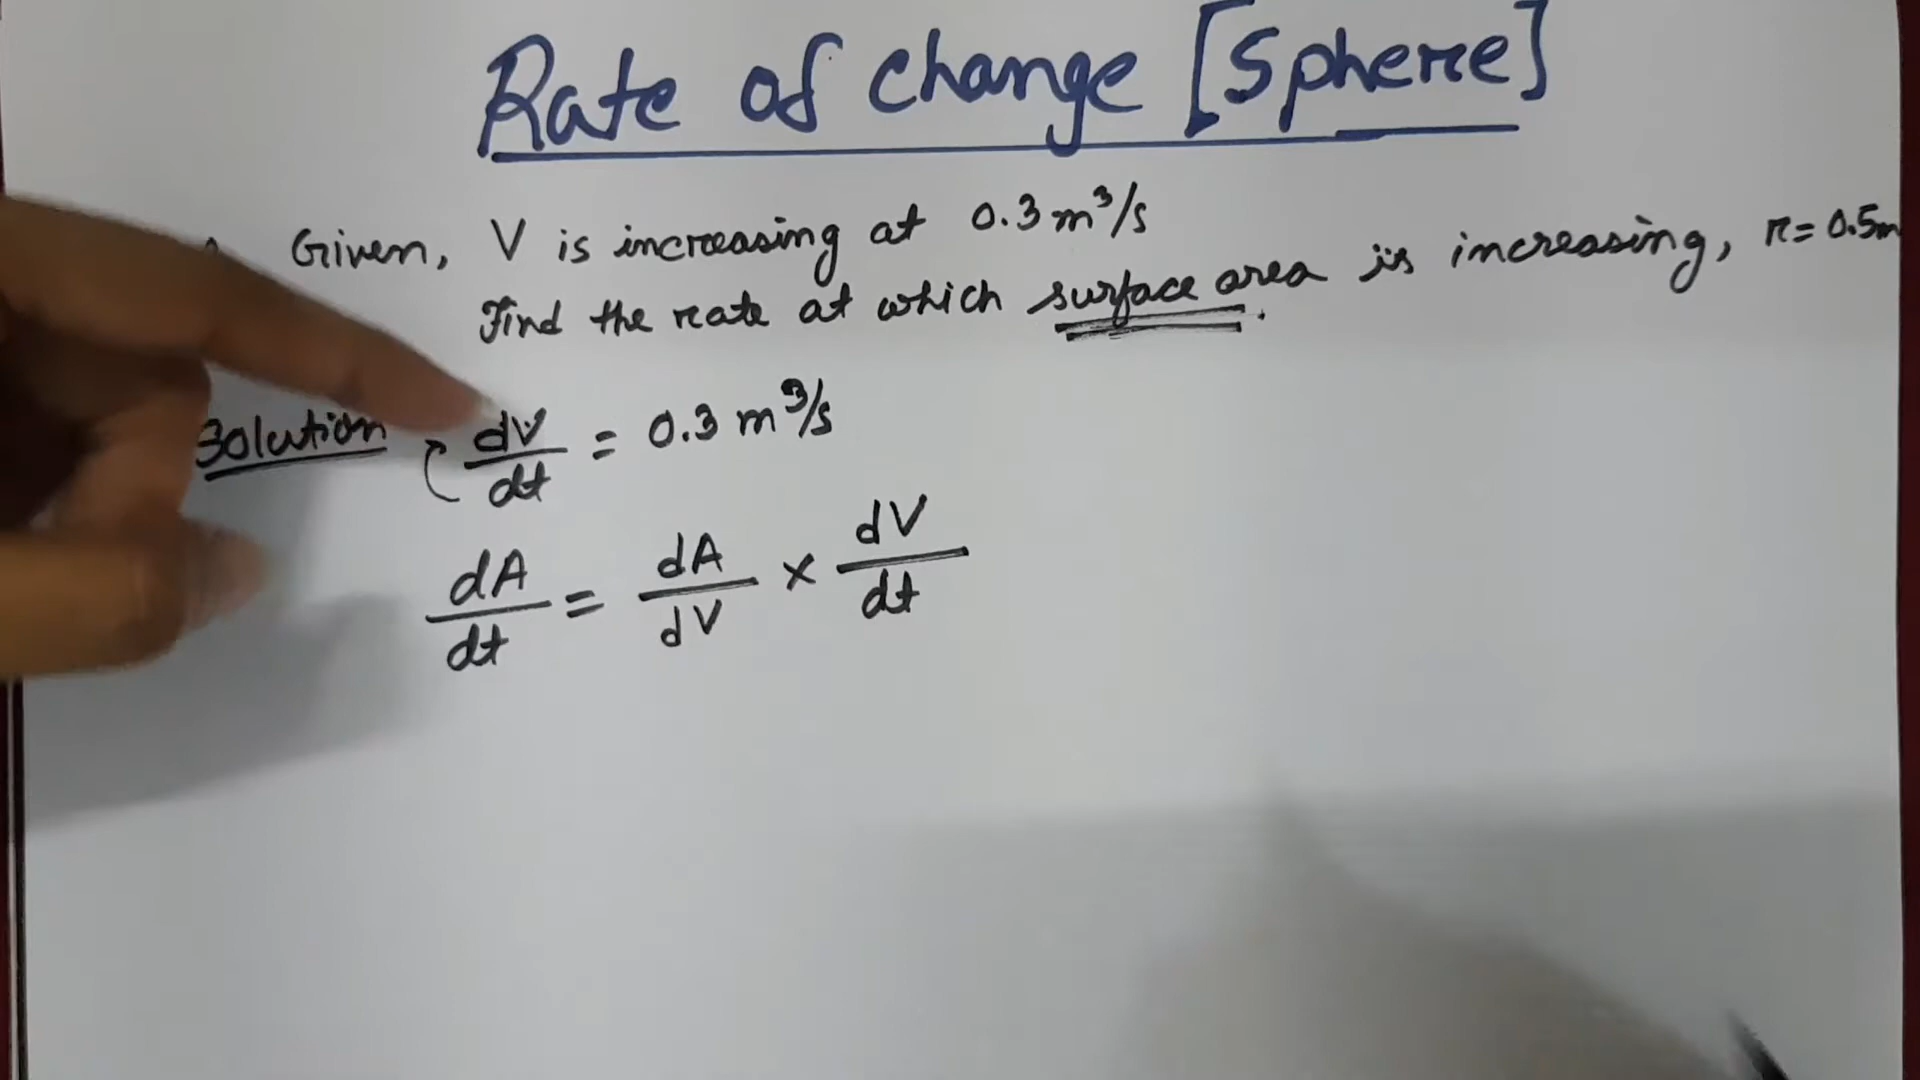 Rate of change [Sphere]
Given, V is increasing at 0.3 m³/s
Find the rate at which surface area is increasing, r = 0.5m
Solution dV/dt = 0.3 m³/s
dA/dt = dA/dV × dV/dt